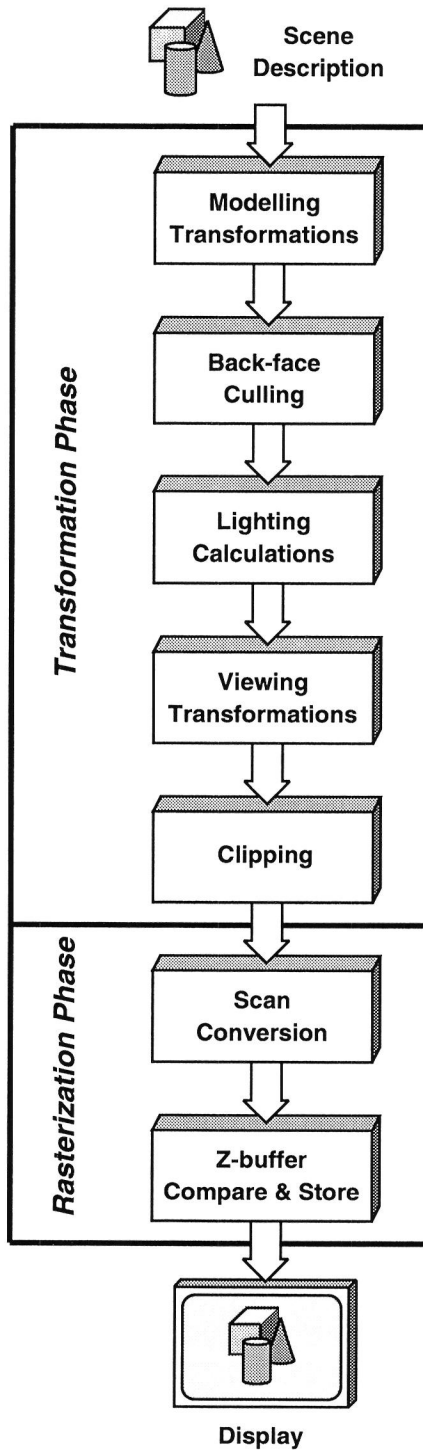 Scene
Description
Transformation Phase
Modelling
Transformations
Back-face
Culling
Lighting
Calculations
Viewing
Transformations
Clipping
Rasterization Phase
Scan
Conversion
Z-buffer
Compare & Store
Display